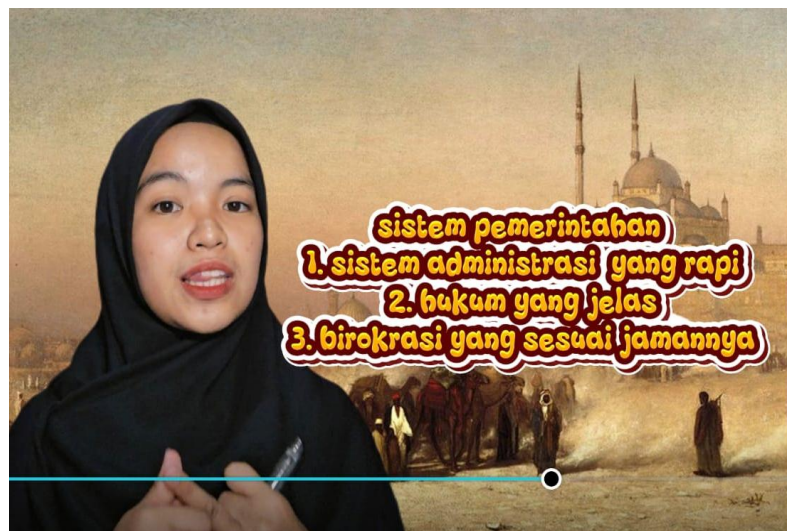 sistem pemerintahan
1. sistem administrasi yang rapi
2. hukum yang jelas
3. birokrasi yang sesuai jamannya